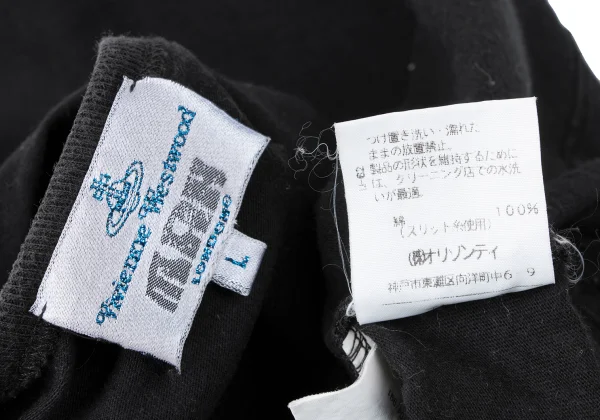 Vivienne Westwood
MAN
LONDON
L
つけ置き洗い・濡れた
ままの放置禁止。
製品の形状を維持するために
は、クリーニング店での水洗
いが最適
綿 100%
(スリット糸使用)
(株)オリゾンティ
神戸市東灘区向洋町中6 9